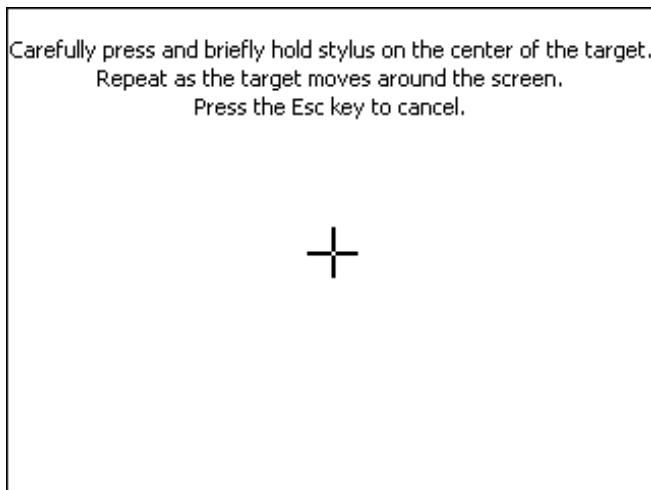 Carefully press and briefly hold stylus on the center of the target.
Repeat as the target moves around the screen.
Press the Esc key to cancel.